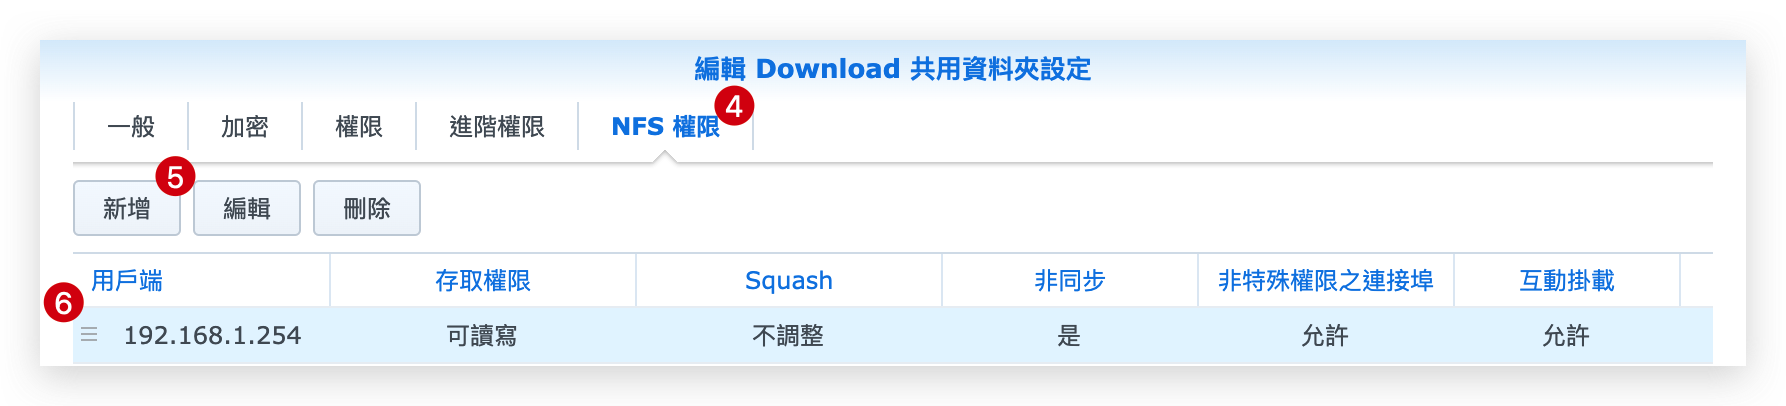 編輯 Download 共用資料夾設定
一般 加密 權限 進階權限 NFS 權限 4
5
新增 編輯 刪除
用戶端 存取權限 Squash 非同步 非特殊權限之連接埠 互動掛載
6
192.168.1.254 可讀寫 不調整 是 允許 允許